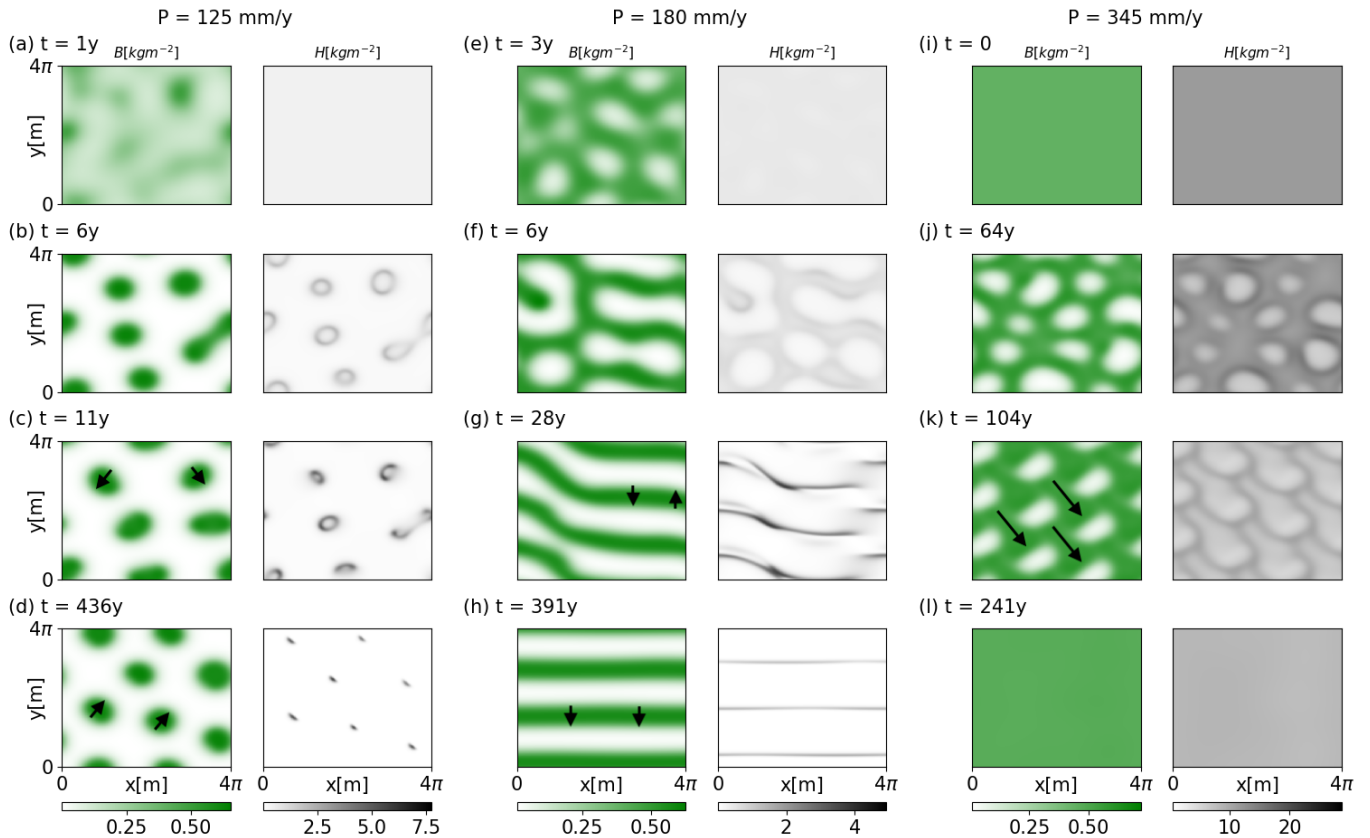 P = 125 mm/y P = 180 mm/y P = 345 mm/y
(a) t = 1y B[kgm⁻²] H[kgm⁻²] (e) t = 3y B[kgm⁻²] H[kgm⁻²] (i) t = 0 B[kgm⁻²] H[kgm⁻²]
4π
y[m]
0
(b) t = 6y (f) t = 6y (j) t = 64y
4π
y[m]
0
(c) t = 11y (g) t = 28y (k) t = 104y
4π
y[m]
0
(d) t = 436y (h) t = 391y (l) t = 241y
4π
y[m]
0
0 x[m] 4π 0 x[m] 4π 0 x[m] 4π 0 x[m] 4π 0 x[m] 4π 0 x[m] 4π
0.25 0.50 2.5 5.0 7.5 0.25 0.50 2 4 0.25 0.50 10 20